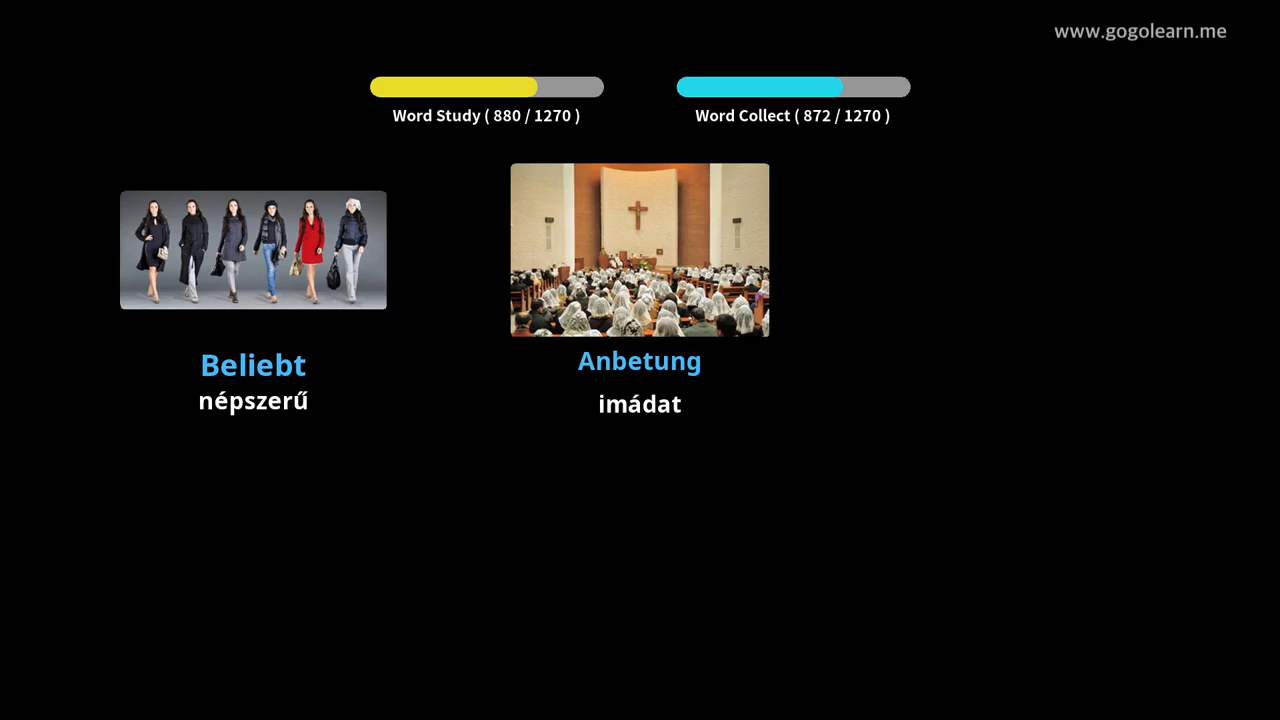 www.gogolearn.me
Word Study ( 880 / 1270 )
Word Collect ( 872 / 1270 )
Beliebt
népszerű
Anbetung
imádat